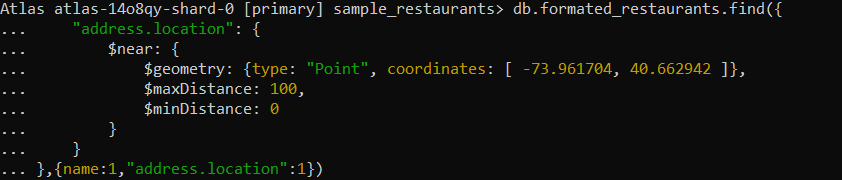 Atlas atlas-14o8qy-shard-0 [primary] sample_restaurants> db.formated_restaurants.find({
...     "address.location": {
...         $near: {
...             $geometry: {type: "Point", coordinates: [ -73.961704, 40.662942 ]},
...             $maxDistance: 100,
...             $minDistance: 0
...         }
...     }
... },{name:1,"address.location":1})